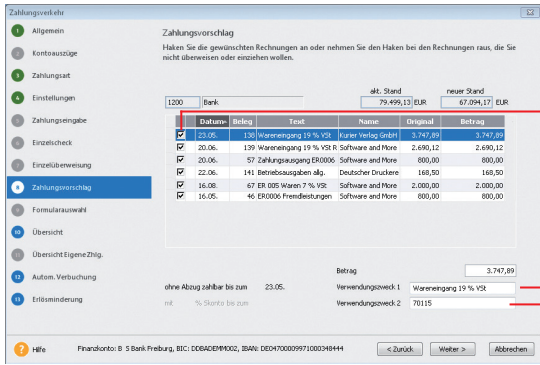 Zahlungsverkehr
1 Allgemein
2 Kontoauszüge
3 Zahlungsart
4 Einstellungen
5 Zahlungseingabe
6 Einzelscheck
7 Einzelüberweisung
8 Zahlungsvorschlag
9 Formularauswahl
10 Übersicht
11 Übersicht EigeneZhlg.
12 Autom. Verbuchung
13 Erlösminderung
Zahlungsvorschlag
Haken Sie die gewünschten Rechnungen an oder nehmen Sie den Haken bei den Rechnungen raus, die Sie
nicht überweisen oder einziehen wollen.
akt. Stand neuer Stand
1200 Bank 79.499,13 EUR 67.094,17 EUR
Datum Beleg Text Name Original Betrag
23.05. 138 Wareneingang 19 % VSt Kurier Verlag GmbH 3.747,89 3.747,89
20.06. 139 Wareneingang 19 % VSt R Software and More 2.690,12 2.690,12
20.06. 57 Zahlungsausgang ER0006 Software and More 800,00 800,00
22.06. 141 Betriebsausgaben allg. Deutscher Druckere 168,50 168,50
16.08. 67 ER 005 Waren 7 % VSt Software and More 2.000,00 2.000,00
16.05. 46 ER0006 Fremdleistungen Software and More 800,00 800,00
Betrag 3.747,89
ohne Abzug zahlbar bis zum 23.05. Verwendungszweck 1 Wareneingang 19 % VSt
mit % Skonto bis zum Verwendungszweck 2 70115
? Hilfe Finanzkonto: B S Bank Freiburg, BIC: DDBADEMM002, IBAN: DE04700099971000348444 < Zurück Weiter > Abbrechen